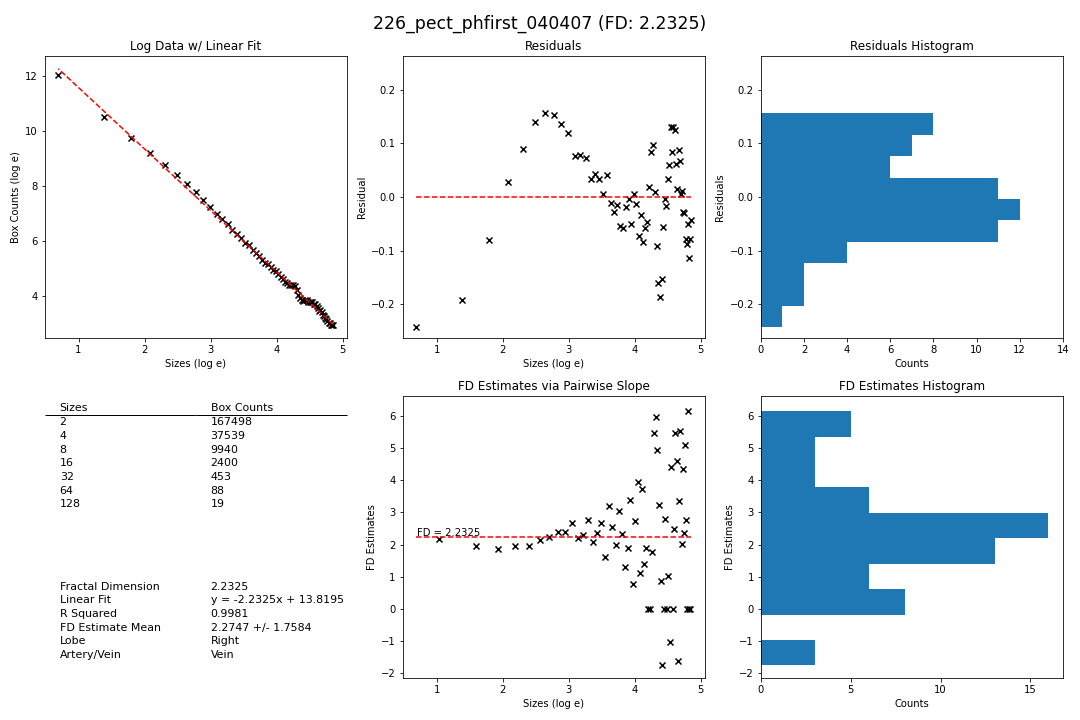 226_pect_phfirst_040407 (FD: 2.2325)
Log Data w/ Linear Fit
Box Counts (log e)
12
10
8
6
4
1 2 3 4 5
Sizes (log e)
Residuals
Residual
0.2
0.1
0.0
−0.1
−0.2
1 2 3 4 5
Sizes (log e)
Residuals Histogram
Residuals
0.2
0.1
0.0
−0.1
−0.2
0 2 4 6 8 10 12 14
Counts
Sizes Box Counts
2 167498
4 37539
8 9940
16 2400
32 453
64 88
128 19
Fractal Dimension 2.2325
Linear Fit y = -2.2325x + 13.8195
R Squared 0.9981
FD Estimate Mean 2.2747 +/- 1.7584
Lobe Right
Artery/Vein Vein
FD Estimates via Pairwise Slope
FD Estimates
6
5
4
3
2
1
0
−1
−2
FD = 2.2325
1 2 3 4 5
Sizes (log e)
FD Estimates Histogram
FD Estimates
6
5
4
3
2
1
0
−1
−2
0 5 10 15
Counts